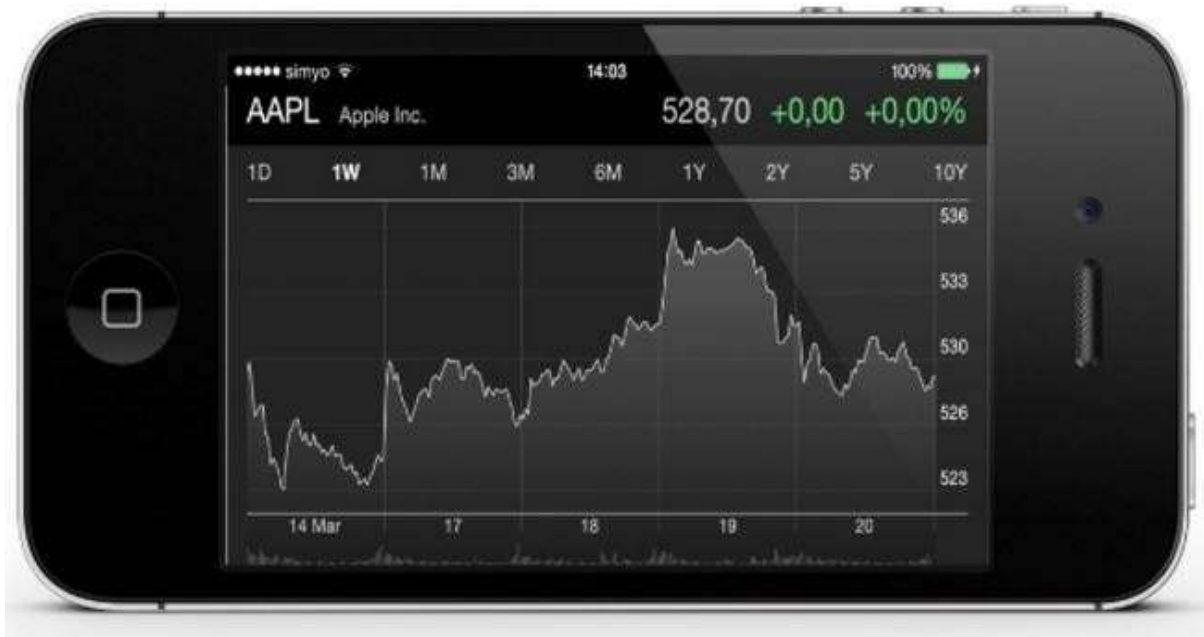 simyo 14:03 100%
AAPL Apple Inc. 528,70 +0,00 +0,00%
1D 1W 1M 3M 6M 1Y 2Y 5Y 10Y
536
533
530
526
523
14 Mar 17 18 19 20